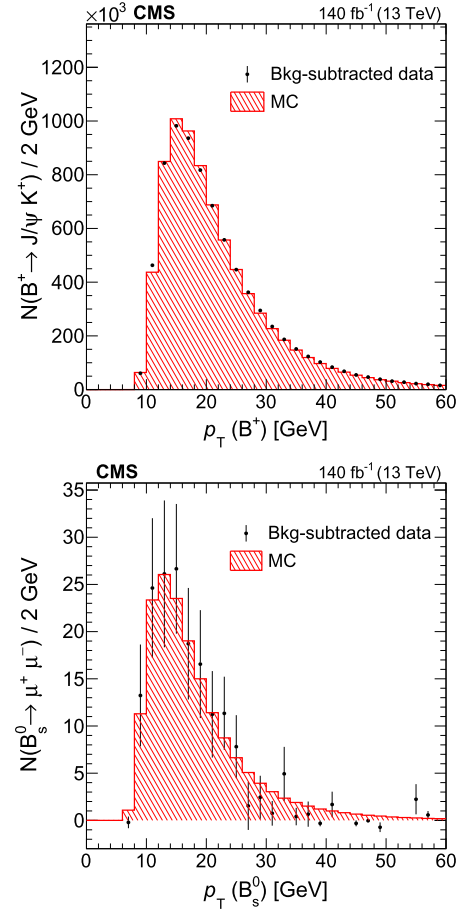 ×10³ CMS 140 fb⁻¹ (13 TeV)
1200
1000
800
600
400
200
0
N(B⁺→ J/ψ K⁺) / 2 GeV
Bkg-subtracted data
MC
0 10 20 30 40 50 60
p_T (B⁺) [GeV]
CMS 140 fb⁻¹ (13 TeV)
35
30
25
20
15
10
5
0
N(B⁰_s→ μ⁺ μ⁻) / 2 GeV
Bkg-subtracted data
MC
0 10 20 30 40 50 60
p_T (B⁰_s) [GeV]